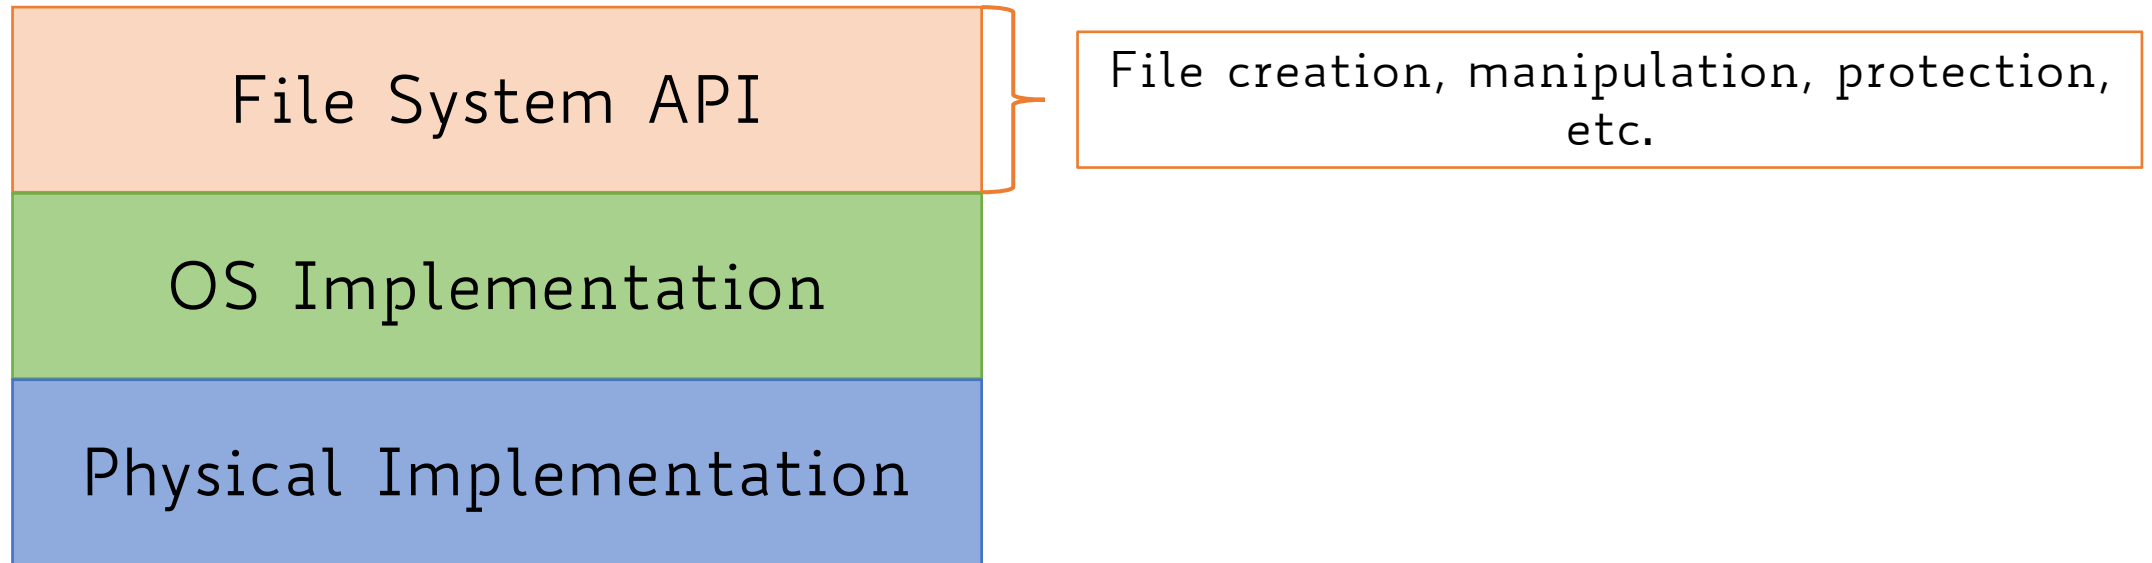 File System API
File creation, manipulation, protection,
etc.
OS Implementation
Physical Implementation